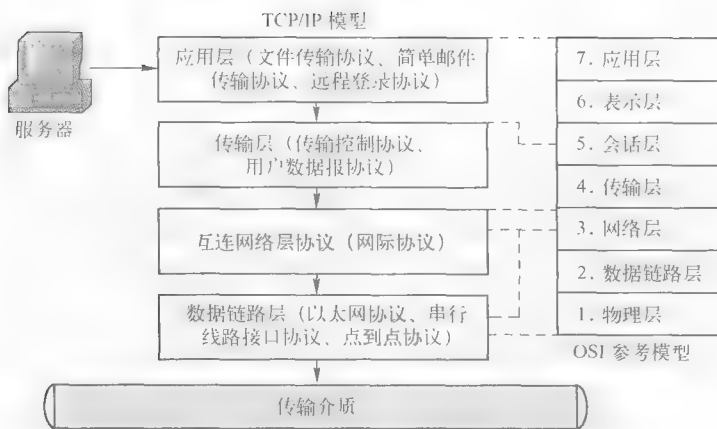 TCP/IP 模型
应用层（文件传输协议、简单邮件
传输协议、远程登录协议）
服务器
传输层（传输控制协议、
用户数据报协议）
互连网络层协议（网际协议）
数据链路层（以太网协议、串行
线路接口协议、点到点协议）
传输介质
7. 应用层
6. 表示层
5. 会话层
4. 传输层
3. 网络层
2. 数据链路层
1. 物理层
OSI 参考模型